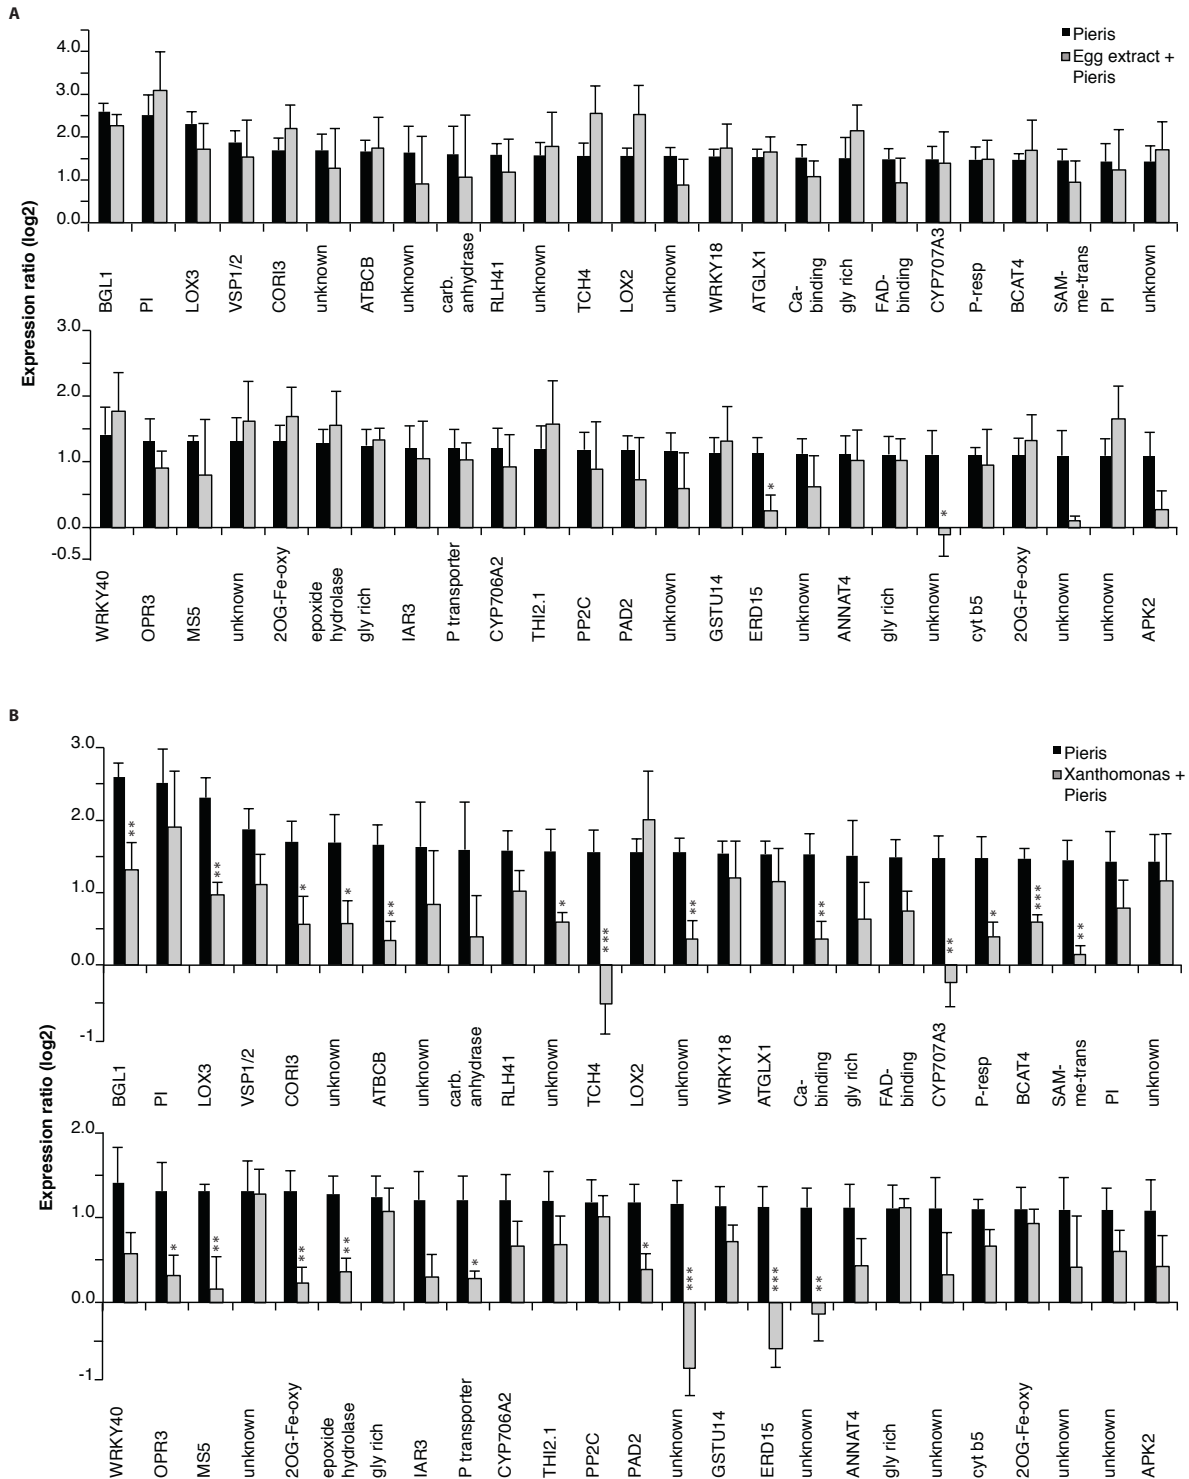 A
Pieris
Egg extract +
Pieris
Expression ratio (log2)
4.0
3.0
2.0
1.0
0.0
BGL1
PI
LOX3
VSP1/2
CORI3
unknown
ATBCB
unknown
carb.
anhydrase
RLH41
unknown
TCH4
LOX2
unknown
WRKY18
ATGLX1
Ca-
binding
gly rich
FAD-
binding
CYP707A3
P-resp
BCAT4
SAM-
me-trans
PI
unknown
3.0
2.0
1.0
0.0
-0.5
*
*
WRKY40
OPR3
MS5
unknown
2OG-Fe-oxy
epoxide
hydrolase
gly rich
IAR3
P transporter
CYP706A2
THI2.1
PP2C
PAD2
unknown
GSTU14
ERD15
unknown
ANNAT4
gly rich
unknown
cyt b5
2OG-Fe-oxy
unknown
unknown
APK2
B
Pieris
Xanthomonas +
Pieris
Expression ratio (log2)
3.0
2.0
1.0
0.0
-1
**
**
*
*
**
*
***
**
**
**
*
***
**
BGL1
PI
LOX3
VSP1/2
CORI3
unknown
ATBCB
unknown
carb.
anhydrase
RLH41
unknown
TCH4
LOX2
unknown
WRKY18
ATGLX1
Ca-
binding
gly rich
FAD-
binding
CYP707A3
P-resp
BCAT4
SAM-
me-trans
PI
unknown
2.0
1.0
0.0
-1
*
**
**
**
*
*
***
***
**
WRKY40
OPR3
MS5
unknown
2OG-Fe-oxy
epoxide
hydrolase
gly rich
IAR3
P transporter
CYP706A2
THI2.1
PP2C
PAD2
unknown
GSTU14
ERD15
unknown
ANNAT4
gly rich
unknown
cyt b5
2OG-Fe-oxy
unknown
unknown
APK2